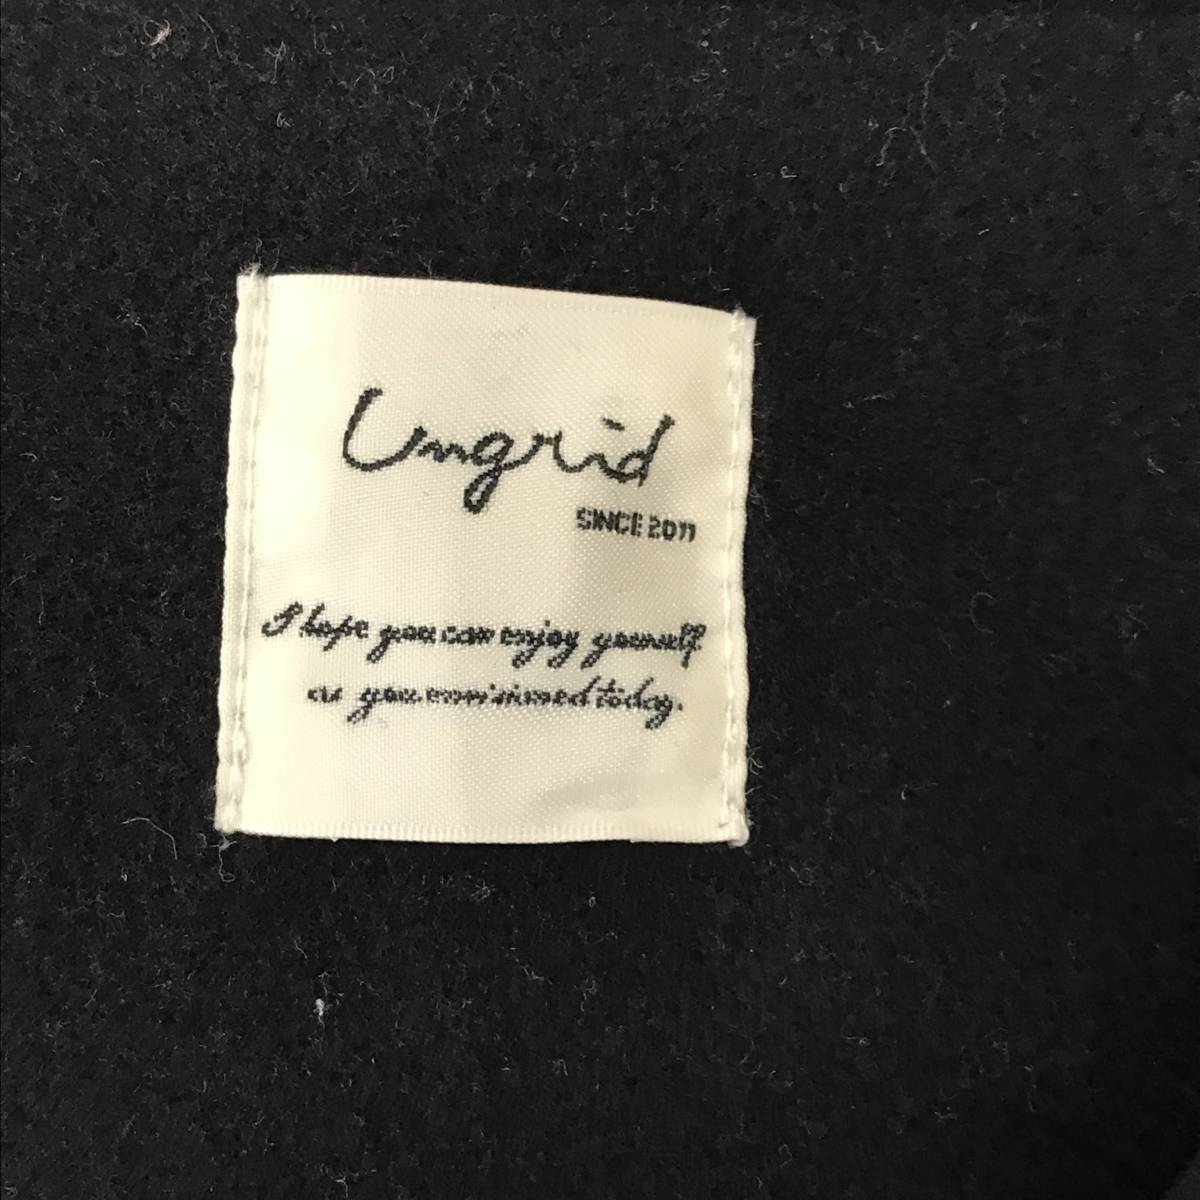 Ungrid
SINCE 2011
I hope you can enjoy yourself
as you envisioned today.